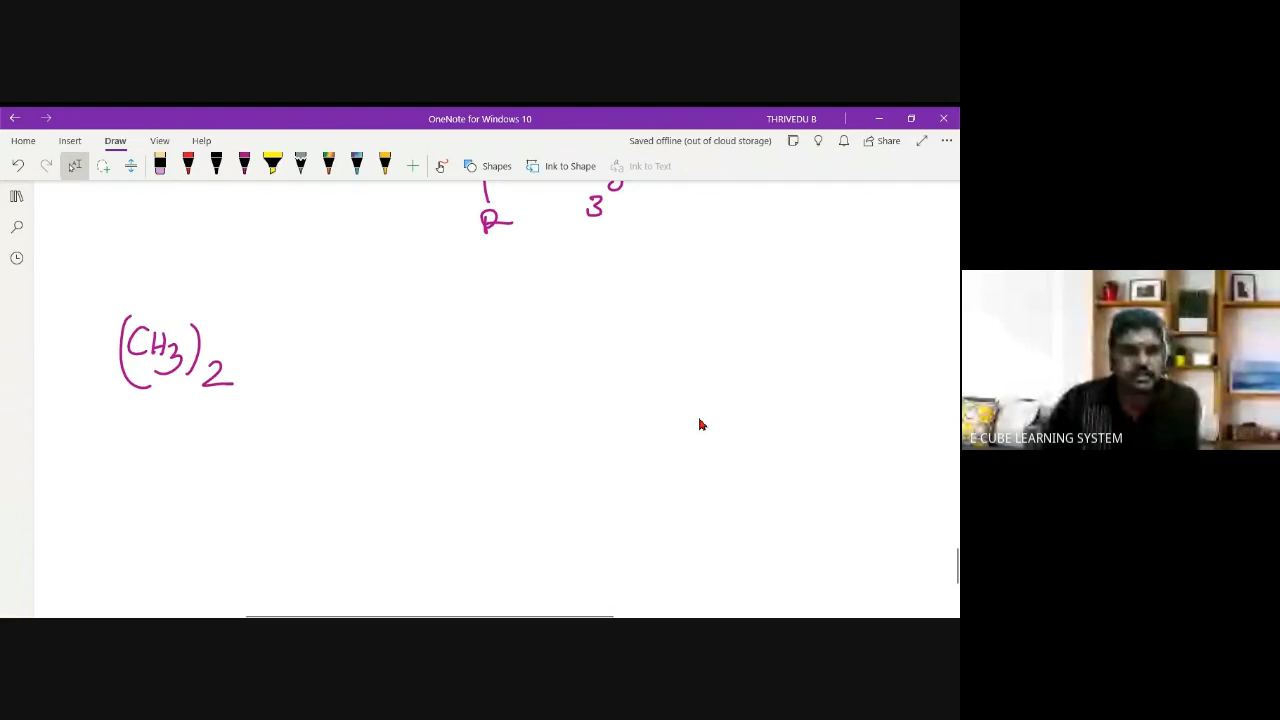 OneNote for Windows 10
THRIVEDU B
Home Insert Draw View Help
Saved offline (out of cloud storage)
Share
Shapes
Ink to Shape
Ink to Text
R 3
(CH3)2
E CUBE LEARNING SYSTEM